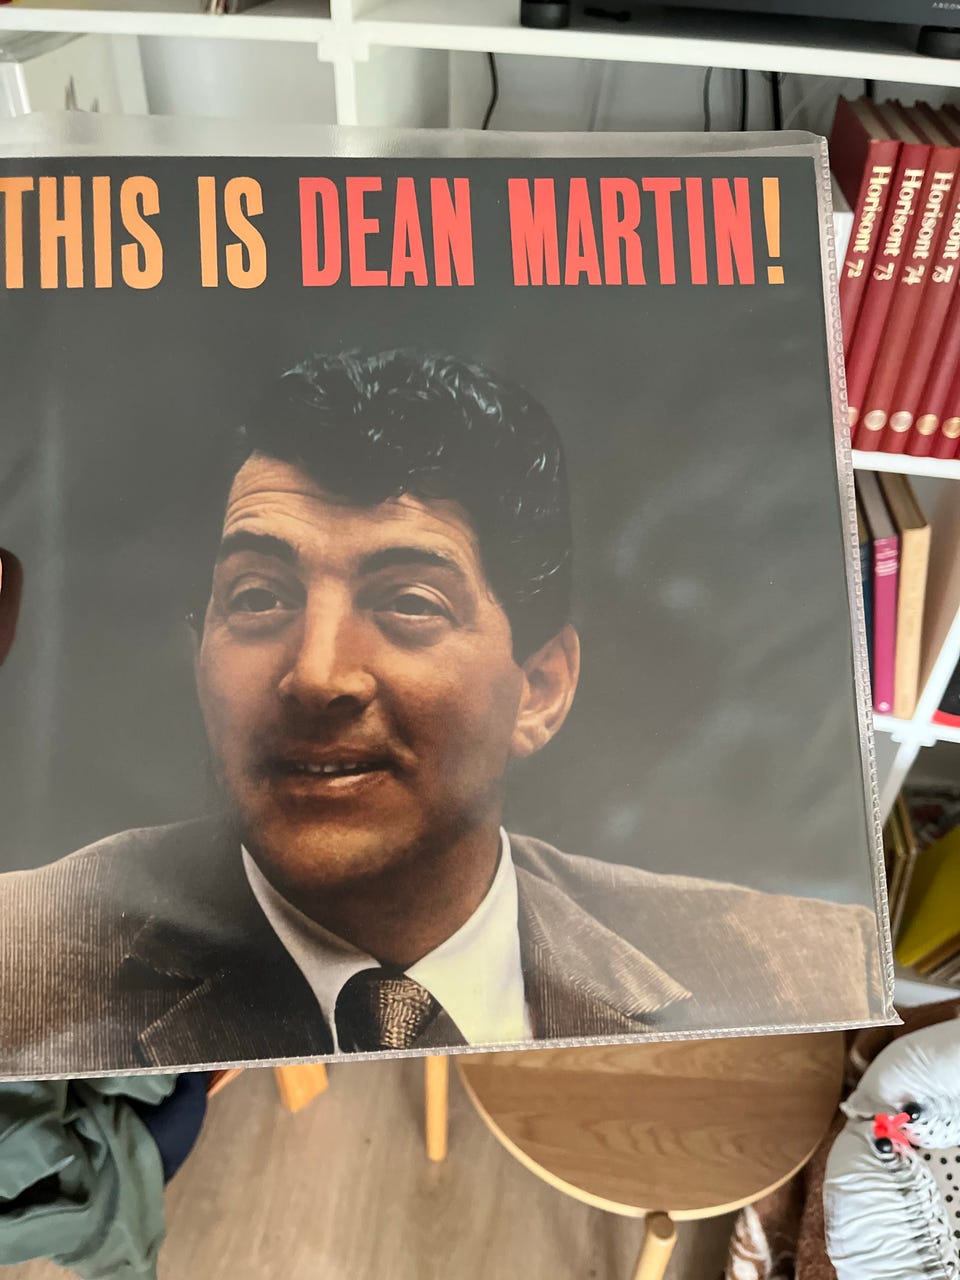 THIS IS DEAN MARTIN!
Horisont 72
Horisont 73
Horisont 74
Horisont 75